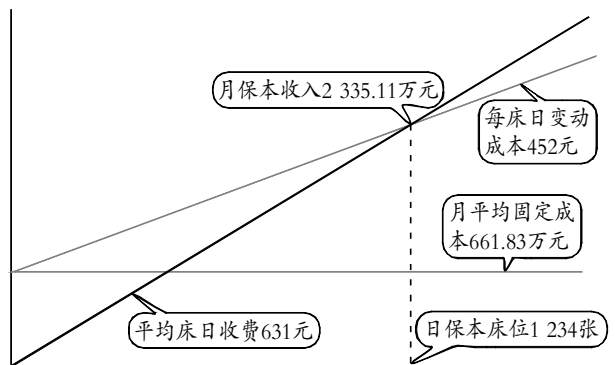 月保本收入2 335.11万元
每床日变动
成本452元
月平均固定成
本661.83万元
平均床日收费631元
日保本床位1 234张